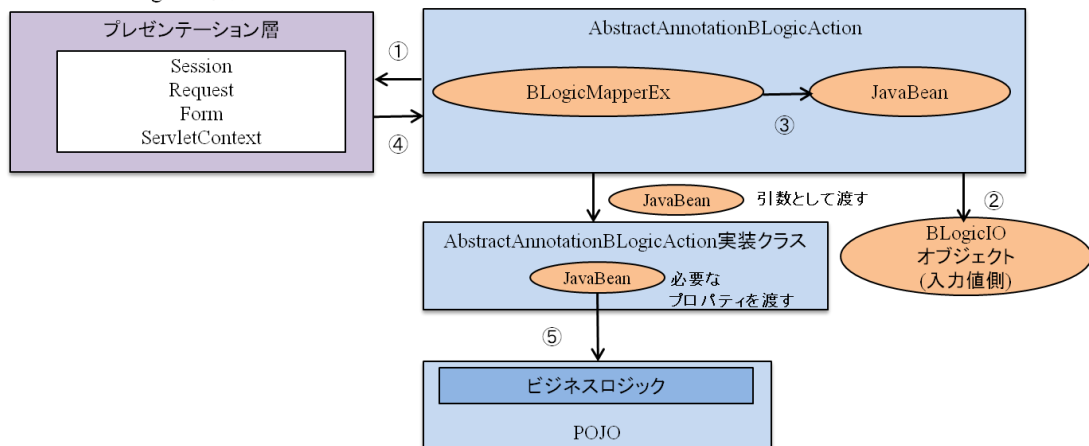 プレゼンテーション層
Session
Request
Form
ServletContext
①
④
AbstractAnnotationBLogicAction
BLogicMapperEx
③
JavaBean
JavaBean
引数として渡す
②
BLogicIO
オブジェクト
(入力値側)
AbstractAnnotationBLogicAction実装クラス
JavaBean
必要な
プロパティを渡す
⑤
ビジネスロジック
POJO